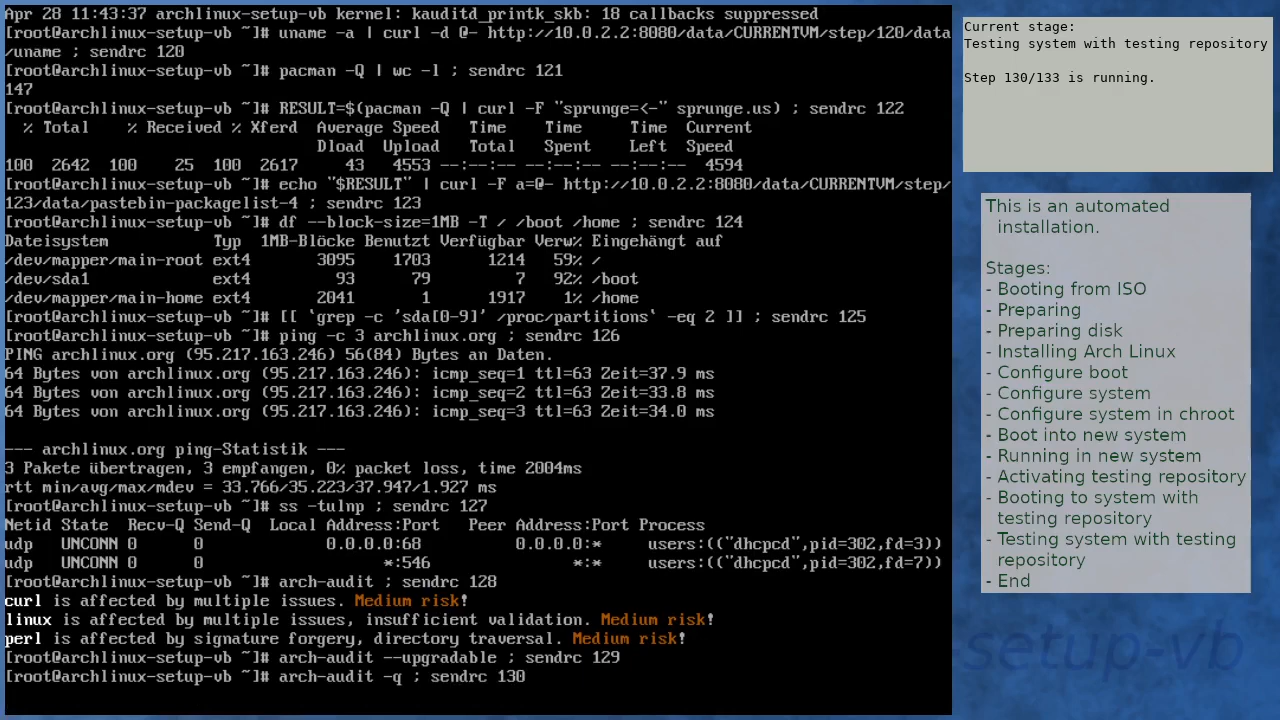 Apr 28 11:43:37 archlinux-setup-vb kernel: kauditd_printk_skb: 18 callbacks suppressed
[root@archlinux-setup-vb ~]# uname -a | curl -d @- http://10.0.2.2:8080/data/CURRENTVM/step/120/data
/uname ; sendrc 120
[root@archlinux-setup-vb ~]# pacman -Q | wc -l ; sendrc 121
147
[root@archlinux-setup-vb ~]# RESULT=$(pacman -Q | curl -F "sprunge=<-" sprunge.us) ; sendrc 122
  % Total    % Received % Xferd  Average Speed   Time    Time     Time  Current
                                 Dload  Upload   Total   Spent    Left  Speed
100  2642  100    25  100  2617     43   4553 --:--:-- --:--:-- --:--:--  4594
[root@archlinux-setup-vb ~]# echo "$RESULT" | curl -F a=@- http://10.0.2.2:8080/data/CURRENTVM/step/
123/data/pastebin-packagelist-4 ; sendrc 123
[root@archlinux-setup-vb ~]# df --block-size=1MB -T / /boot /home ; sendrc 124
Dateisystem           Typ  1MB-Blöcke Benutzt Verfügbar Verw% Eingehängt auf
/dev/mapper/main-root ext4       3095    1703      1214   59% /
/dev/sda1             ext4         93      79         7   92% /boot
/dev/mapper/main-home ext4       2041       1      1917    1% /home
[root@archlinux-setup-vb ~]# [[ `grep -c 'sda[0-9]' /proc/partitions` -eq 2 ]] ; sendrc 125
[root@archlinux-setup-vb ~]# ping -c 3 archlinux.org ; sendrc 126
PING archlinux.org (95.217.163.246) 56(84) Bytes an Daten.
64 Bytes von archlinux.org (95.217.163.246): icmp_seq=1 ttl=63 Zeit=37.9 ms
64 Bytes von archlinux.org (95.217.163.246): icmp_seq=2 ttl=63 Zeit=33.8 ms
64 Bytes von archlinux.org (95.217.163.246): icmp_seq=3 ttl=63 Zeit=34.0 ms
--- archlinux.org ping-Statistik ---
3 Pakete übertragen, 3 empfangen, 0% packet loss, time 2004ms
rtt min/avg/max/mdev = 33.766/35.223/37.947/1.927 ms
[root@archlinux-setup-vb ~]# ss -tulnp ; sendrc 127
Netid State  Recv-Q Send-Q  Local Address:Port   Peer Address:Port Process
udp   UNCONN 0      0             0.0.0.0:68          0.0.0.0:*     users:(("dhcpcd",pid=302,fd=3))
udp   UNCONN 0      0                   *:546               *:*     users:(("dhcpcd",pid=302,fd=7))
[root@archlinux-setup-vb ~]# arch-audit ; sendrc 128
curl is affected by multiple issues. Medium risk!
linux is affected by multiple issues, insufficient validation. Medium risk!
perl is affected by signature forgery, directory traversal. Medium risk!
[root@archlinux-setup-vb ~]# arch-audit --upgradable ; sendrc 129
[root@archlinux-setup-vb ~]# arch-audit -q ; sendrc 130
Current stage:
Testing system with testing repository
Step 130/133 is running.
This is an automated
installation.
Stages:
- Booting from ISO
- Preparing
- Preparing disk
- Installing Arch Linux
- Configure boot
- Configure system
- Configure system in chroot
- Boot into new system
- Running in new system
- Activating testing repository
- Booting to system with
testing repository
- Testing system with testing
repository
- End
-setup-vb